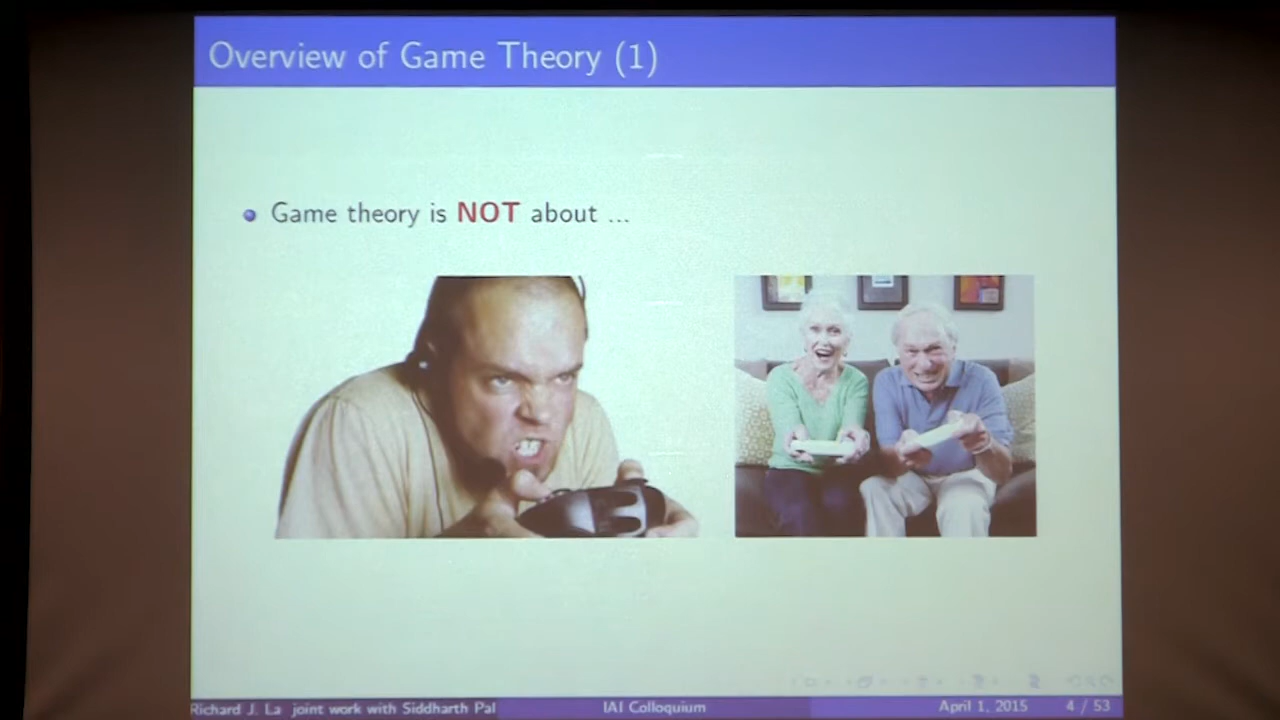 Overview of Game Theory (1)
Game theory is NOT about ...
Richard J. La joint work with Siddharth Pal IAI Colloquium April 1, 2015 4 / 53